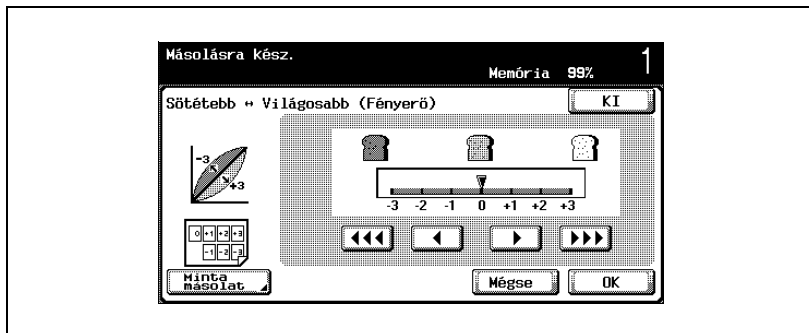 Másolásra kész.
Memória 99%
1
Sötétebb ↔ Világosabb (Fényerö)
KI
-3
+3
-3 -2 -1 0 +1 +2 +3
0 +1 +2 +3
-1 -2 -3
Minta
másolat
Mégse
OK